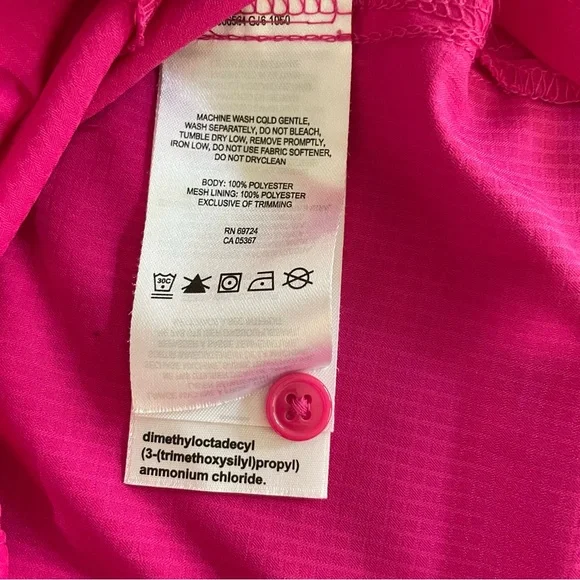 MACHINE WASH COLD GENTLE,
WASH SEPARATELY, DO NOT BLEACH,
TUMBLE DRY LOW, REMOVE PROMPTLY,
IRON LOW, DO NOT USE FABRIC SOFTENER,
DO NOT DRYCLEAN
BODY: 100% POLYESTER
MESH LINING: 100% POLYESTER
EXCLUSIVE OF TRIMMING
RN 69724
CA 05367
30C
dimethyloctadecyl
(3-(trimethoxysilyl)propyl)
ammonium chloride.